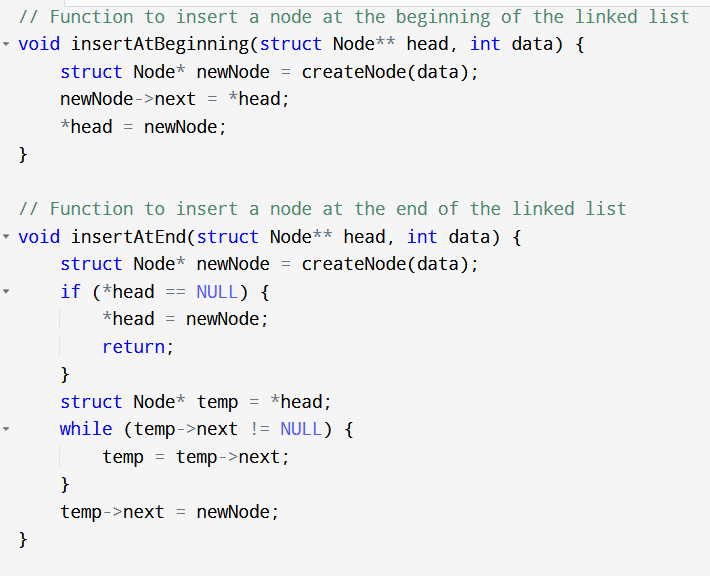 // Function to insert a node at the beginning of the linked list
void insertAtBeginning(struct Node** head, int data) {
    struct Node* newNode = createNode(data);
    newNode->next = *head;
    *head = newNode;
}

// Function to insert a node at the end of the linked list
void insertAtEnd(struct Node** head, int data) {
    struct Node* newNode = createNode(data);
    if (*head == NULL) {
        *head = newNode;
        return;
    }
    struct Node* temp = *head;
    while (temp->next != NULL) {
        temp = temp->next;
    }
    temp->next = newNode;
}